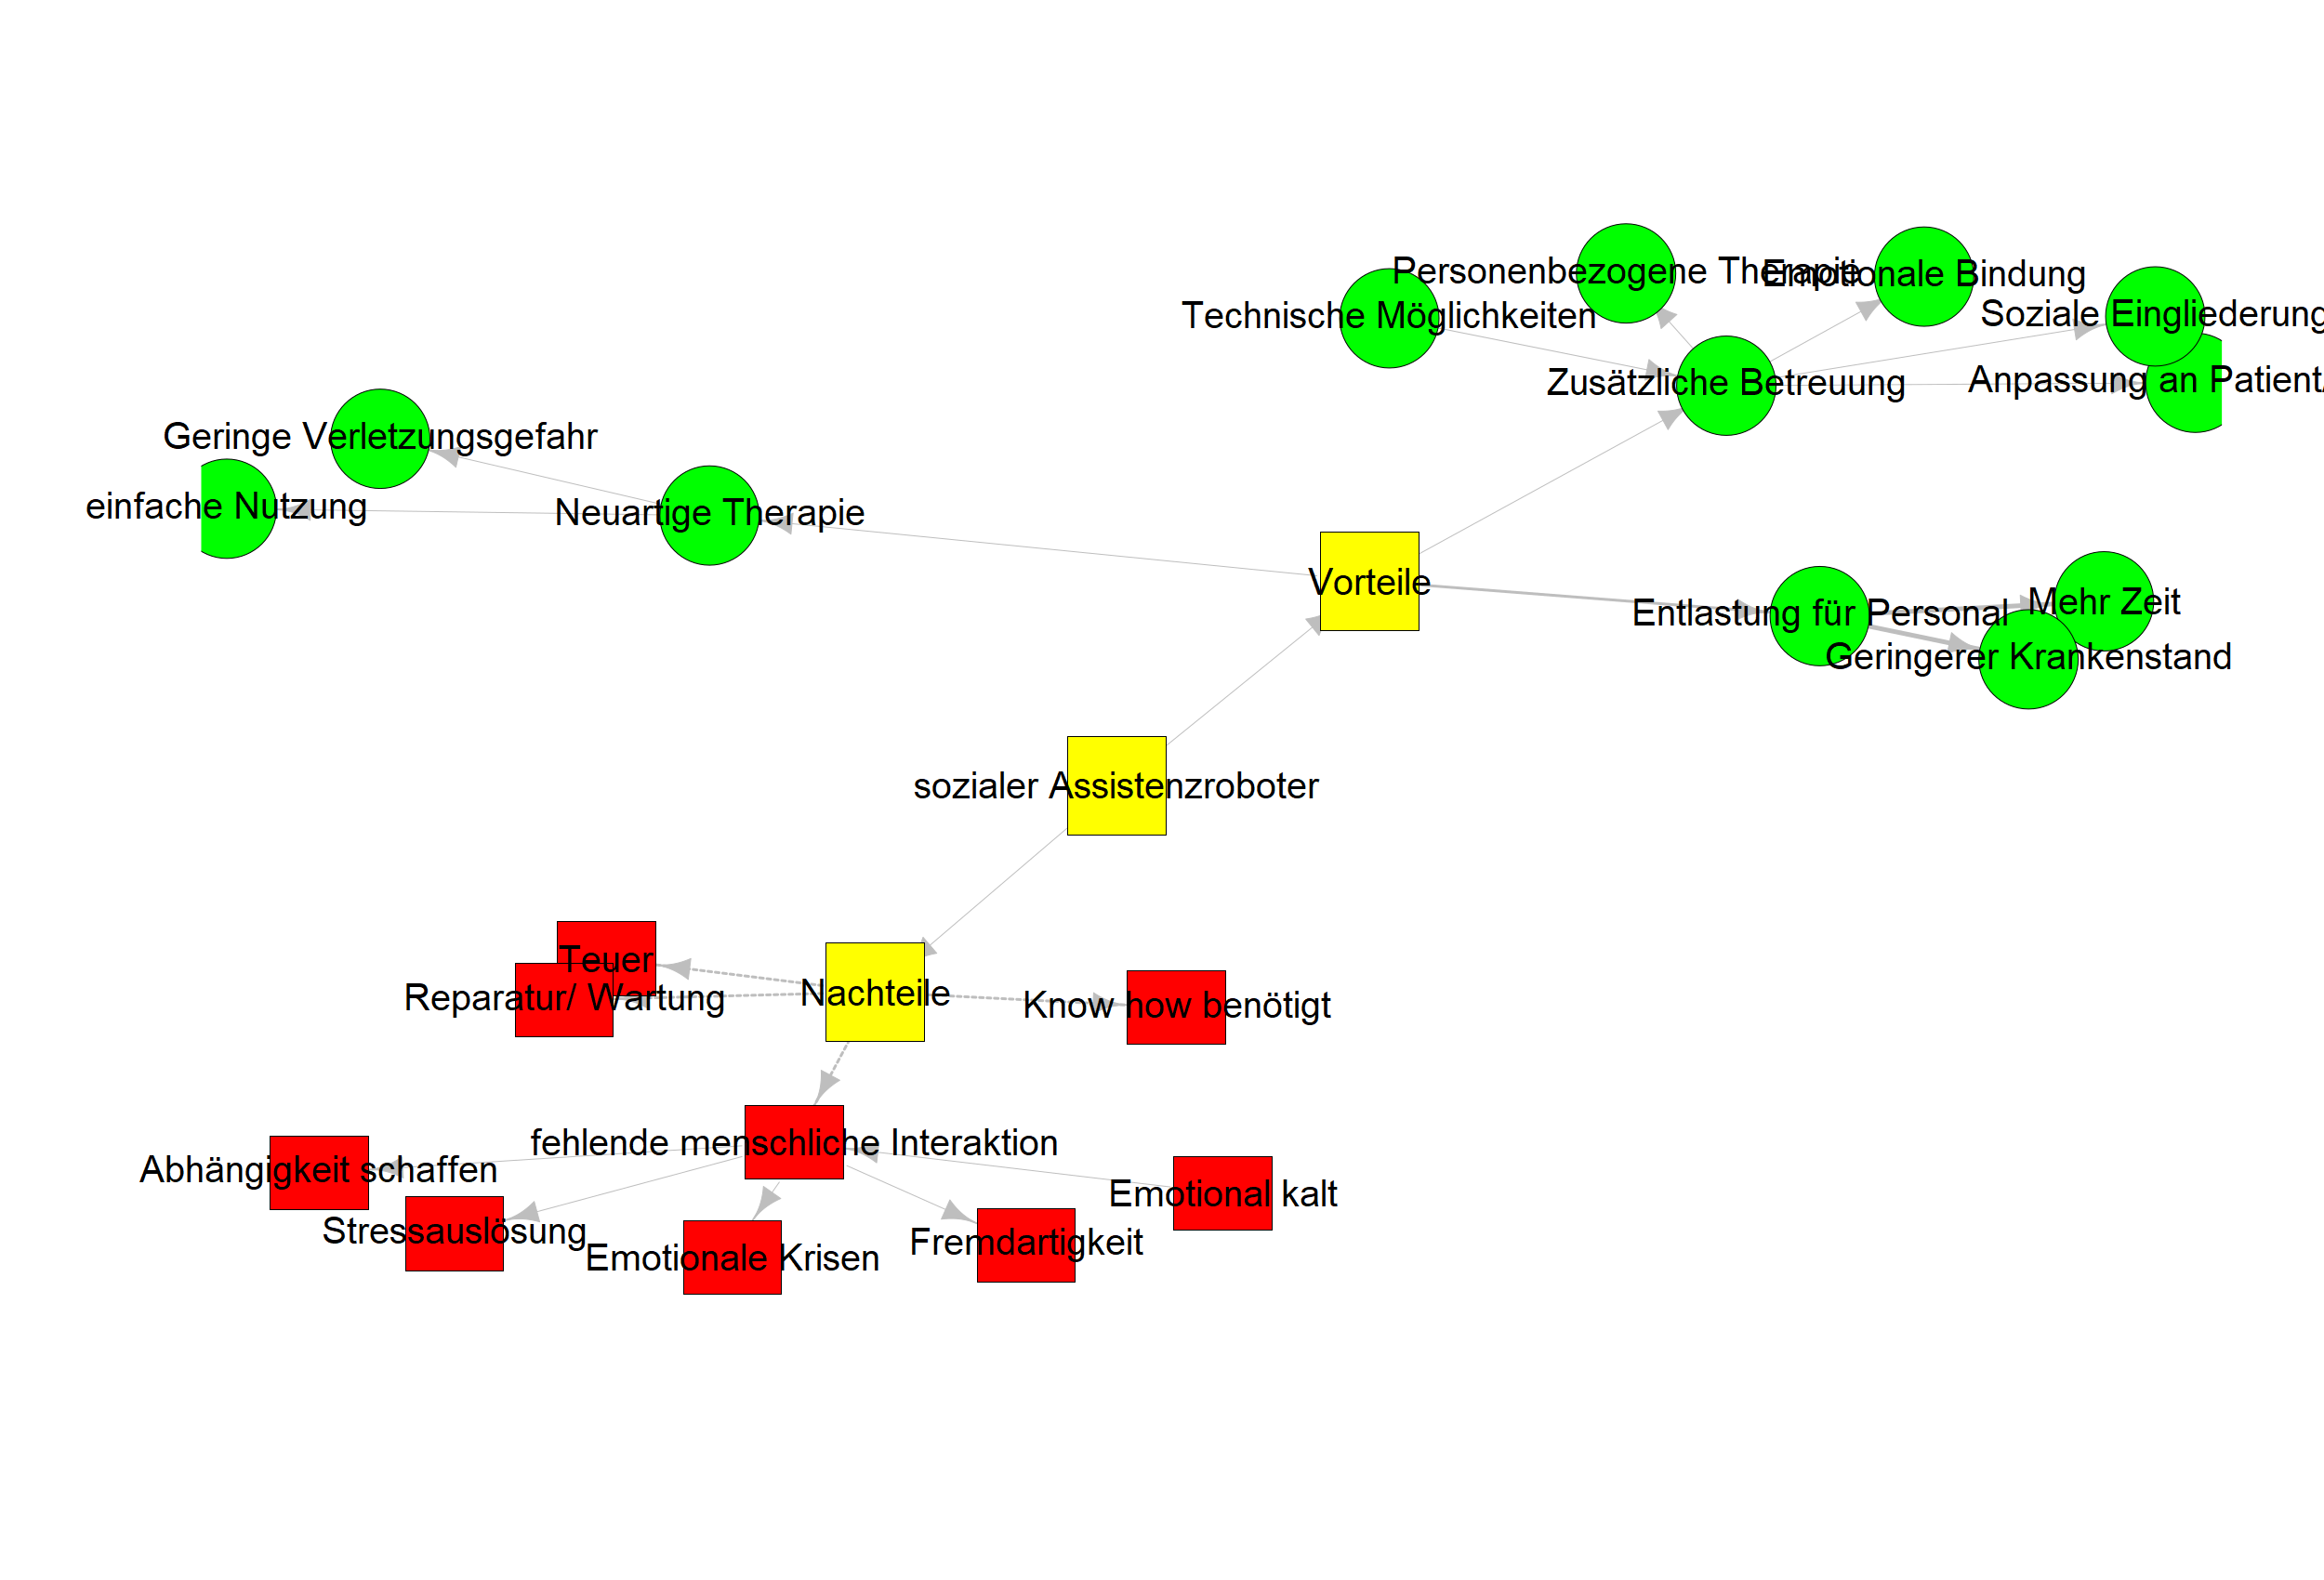 Personenbezogene Therapie
Emotionale Bindung
Technische Möglichkeiten
Soziale Eingliederung
Zusätzliche Betreuung
Anpassung an Patient/
Geringe Verletzungsgefahr
einfache Nutzung
Neuartige Therapie
Vorteile
Entlastung für Personal
Mehr Zeit
Geringerer Krankenstand
sozialer Assistenzroboter
Teuer
Reparatur/ Wartung
Nachteile
Know how benötigt
fehlende menschliche Interaktion
Abhängigkeit schaffen
Emotional kalt
Stressauslösung
Emotionale Krisen
Fremdartigkeit